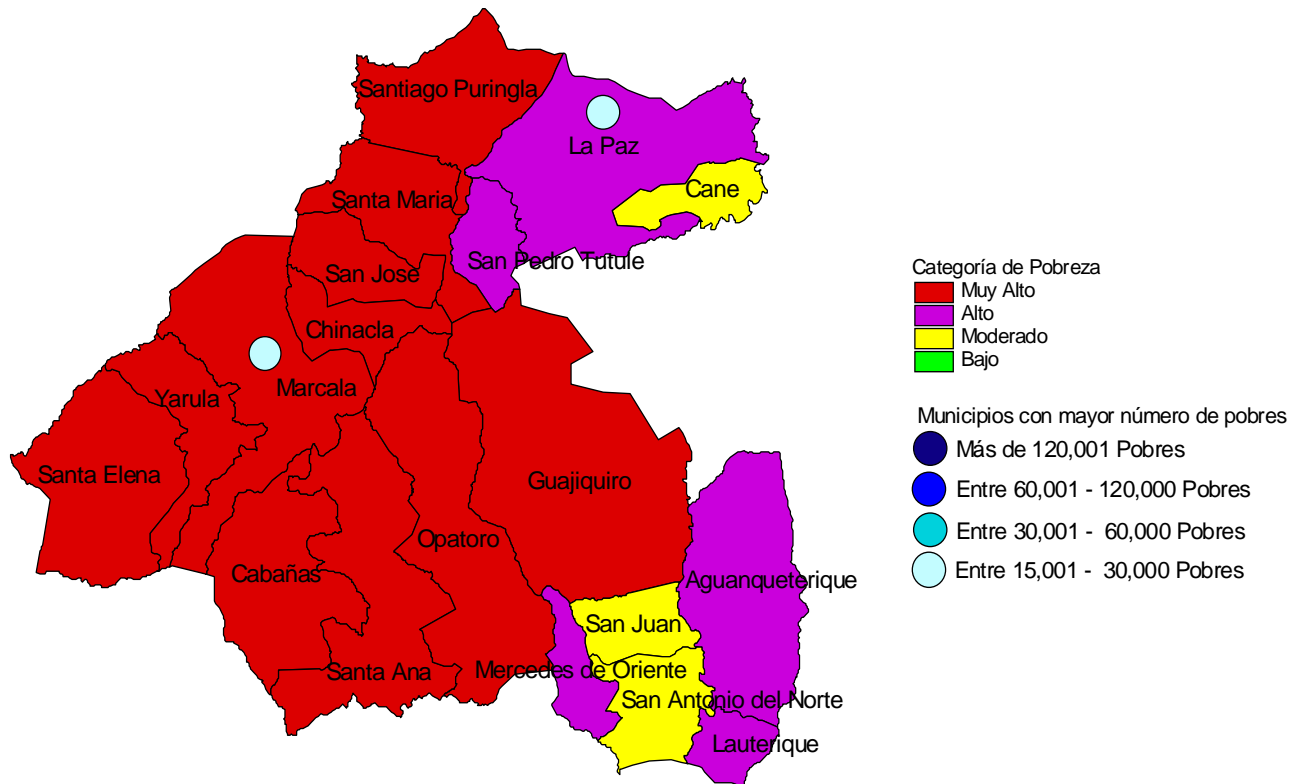 Santiago Puringla
La Paz
Cane
Santa Maria
San Pedro Tutule
San Jose
Chinacla
Marcala
Yarula
Santa Elena
Guajiquiro
Opatoro
Cabañas
Aguanqueterique
San Juan
Santa Ana
Mercedes de Oriente
San Antonio del Norte
Lauterique
Categoría de Pobreza
Muy Alto
Alto
Moderado
Bajo
Municipios con mayor número de pobres
Más de 120,001 Pobres
Entre 60,001 - 120,000 Pobres
Entre 30,001 - 60,000 Pobres
Entre 15,001 - 30,000 Pobres